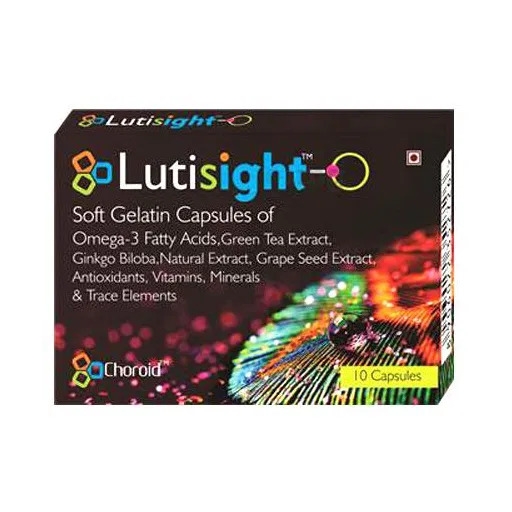 Lutisight-O
Lutisight™-O
Soft Gelatin Capsules of
Omega-3 Fatty Acids,Green Tea Extract,
Ginkgo Biloba,Natural Extract, Grape Seed Extract,
Antioxidants, Vitamins, Minerals
& Trace Elements
Choroid™
10 Capsules